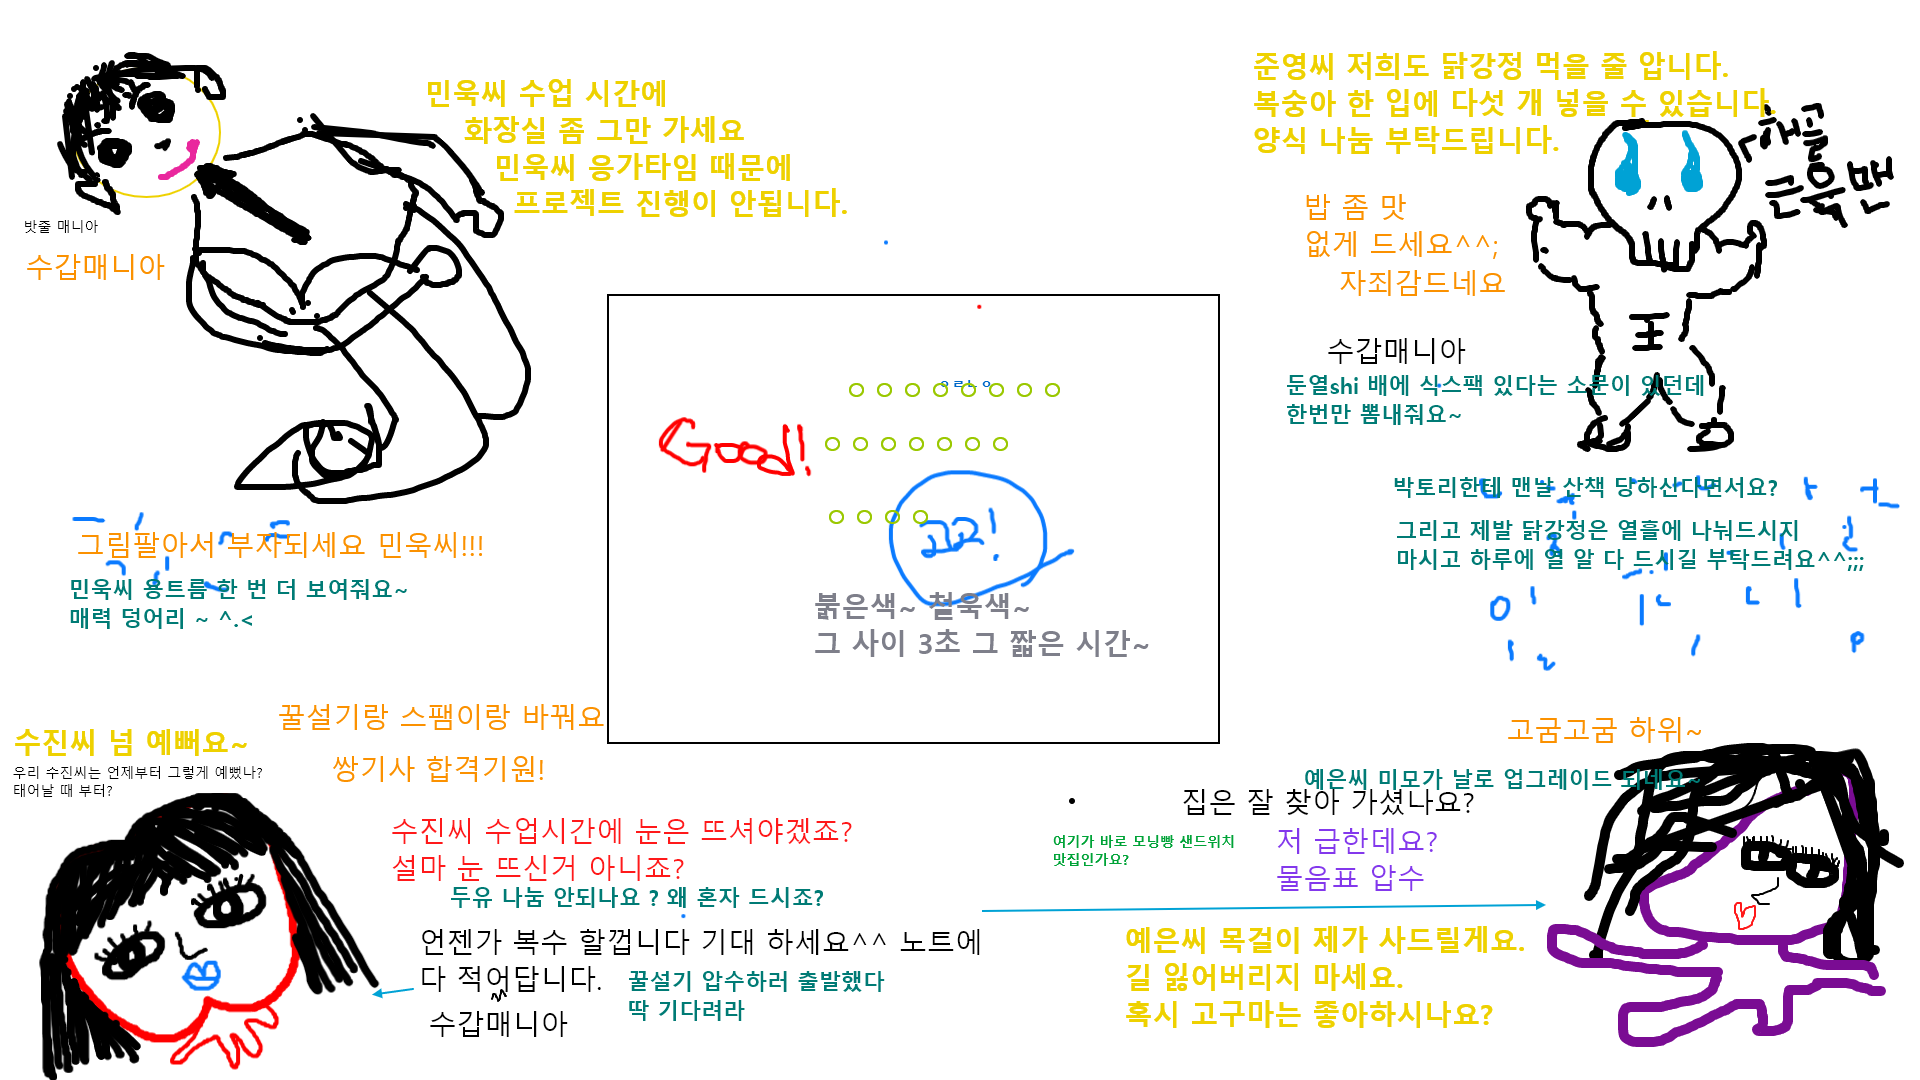 민욱씨 수업 시간에
화장실 좀 그만 가세요
민욱씨 응가타임 때문에
프로젝트 진행이 안됩니다.
준영씨 저희도 닭강정 먹을 줄 압니다.
복숭아 한 입에 다섯 개 넣을 수 있습니다.
양식 나눔 부탁드립니다.
해골
근육맨
밧줄 매니아
수갑매니아
밥 좀 맛
없게 드세요^^;
자죄감드네요
王
수갑매니아
둔열shi 배에 식스팩 있다는 소문이 있던데
한번만 뽐내줘요~
ㅇㄹㄴㅇ
ㅇㅇㅇㅇㅇㅇㅇㅇ
Good!
ㅇㅇㅇㅇㅇㅇㅇ
ㅇㅇㅇㅇ
붉은색~ 철욱색~
그 사이 3초 그 짧은 시간~
그림팔아서 부자되세요 민욱씨!!!
민욱씨 용트름 한 번 더 보여줘요~
매력 덩어리 ~ ^.<
박토리한테 맨날 산책 당하신다면서요?
그리고 제발 닭강정은 열흘에 나눠드시지
마시고 하루에 열 알 다 드시길 부탁드려요^^;;;
꿀설기랑 스팸이랑 바꿔요
쌍기사 합격기원!
수진씨 넘 예뻐요~
우리 수진씨는 언제부터 그렇게 예뻤나?
태어날 때 부터?
수진씨 수업시간에 눈은 뜨셔야겠죠?
설마 눈 뜨신거 아니죠?
두유 나눔 안되나요 ? 왜 혼자 드시죠?
언젠가 복수 할껍니다 기대 하세요^^ 노트에
다 적어답니다.
꿀설기 압수하러 출발했다
딱 기다려라
수갑매니아
고굼고굼 하위~
예은씨 미모가 날로 업그레이드 되네요~
집은 잘 찾아 가셨나요?
여기가 바로 모닝빵 샌드위치
맛집인가요?
저 급한데요?
물음표 압수
예은씨 목걸이 제가 사드릴게요.
길 잃어버리지 마세요.
혹시 고구마는 좋아하시나요?